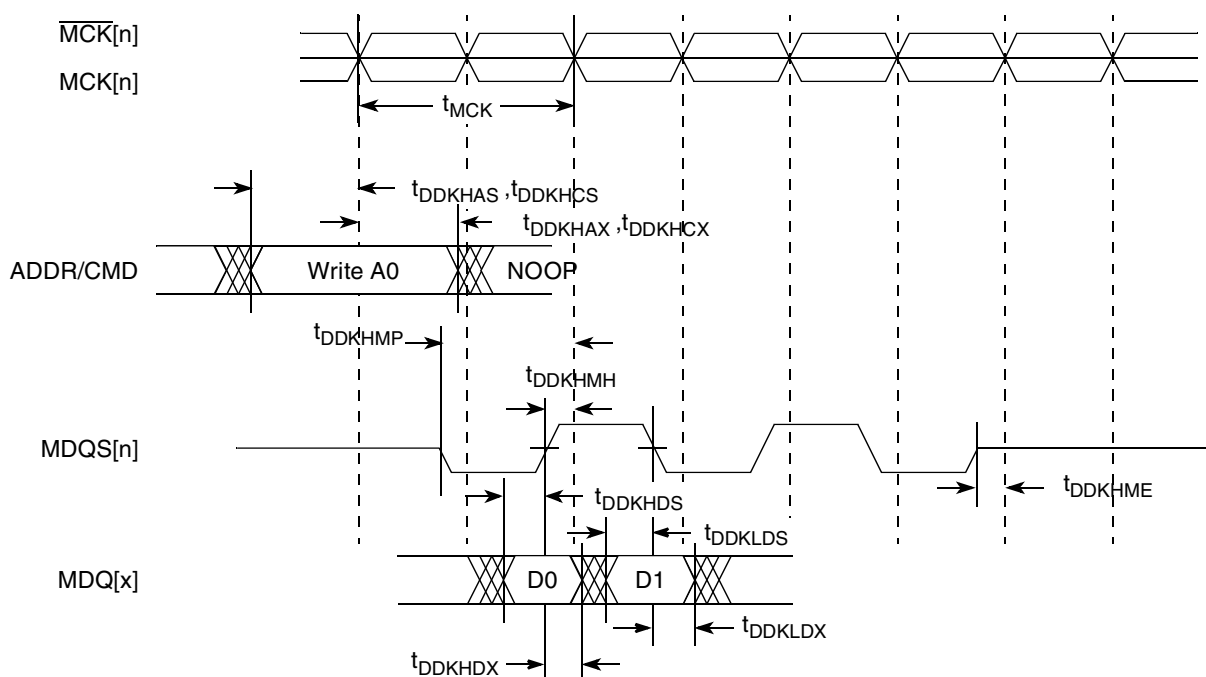 MCK[n]
MCK[n]
tMCK
tDDKHAS ,tDDKHCS
tDDKHAX ,tDDKHCX
ADDR/CMD
Write A0
NOOP
tDDKHMP
tDDKHMH
MDQS[n]
tDDKHME
tDDKHDS
tDDKLDS
MDQ[x]
D0
D1
tDDKLDX
tDDKHDX